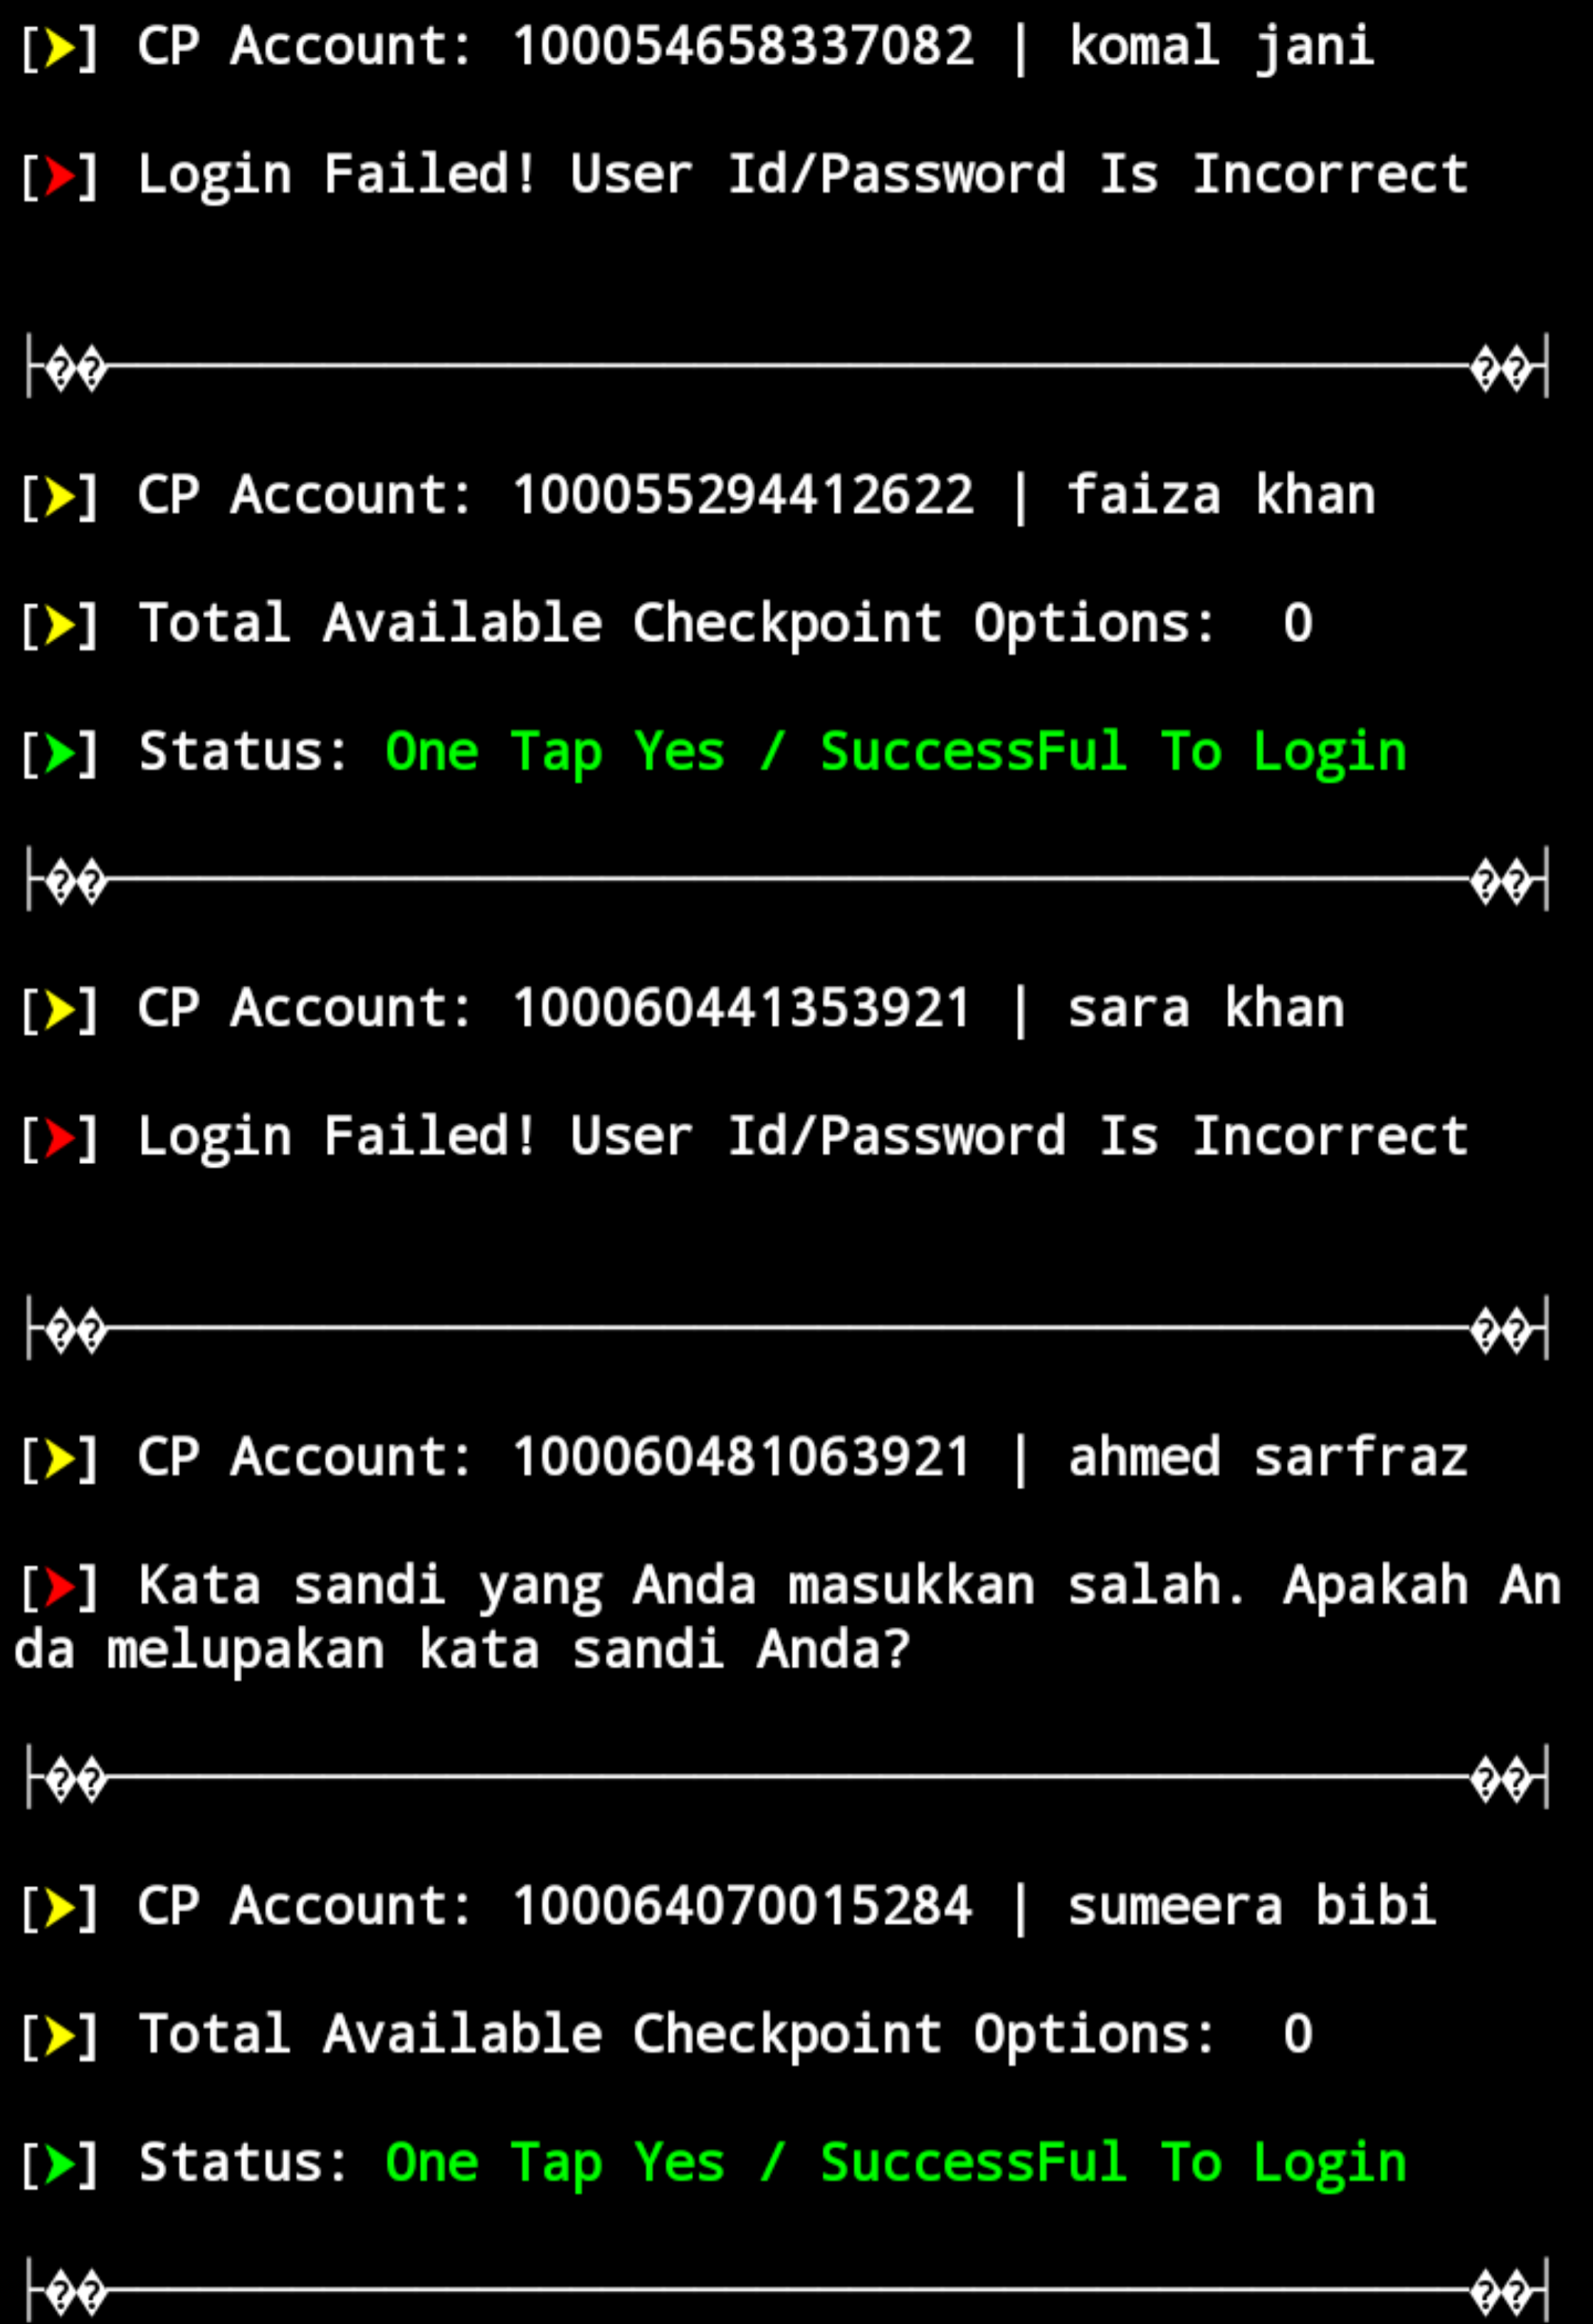 [➤] CP Account: 100054658337082 | komal jani
[➤] Login Failed! User Id/Password Is Incorrect
├��────────────────────────────────────────────��┤
[➤] CP Account: 100055294412622 | faiza khan
[➤] Total Available Checkpoint Options:  0
[➤] Status: One Tap Yes / SuccessFul To Login
├��────────────────────────────────────────────��┤
[➤] CP Account: 100060441353921 | sara khan
[➤] Login Failed! User Id/Password Is Incorrect
├��────────────────────────────────────────────��┤
[➤] CP Account: 100060481063921 | ahmed sarfraz
[➤] Kata sandi yang Anda masukkan salah. Apakah An
da melupakan kata sandi Anda?
├��────────────────────────────────────────────��┤
[➤] CP Account: 100064070015284 | sumeera bibi
[➤] Total Available Checkpoint Options:  0
[➤] Status: One Tap Yes / SuccessFul To Login
├��────────────────────────────────────────────��┤